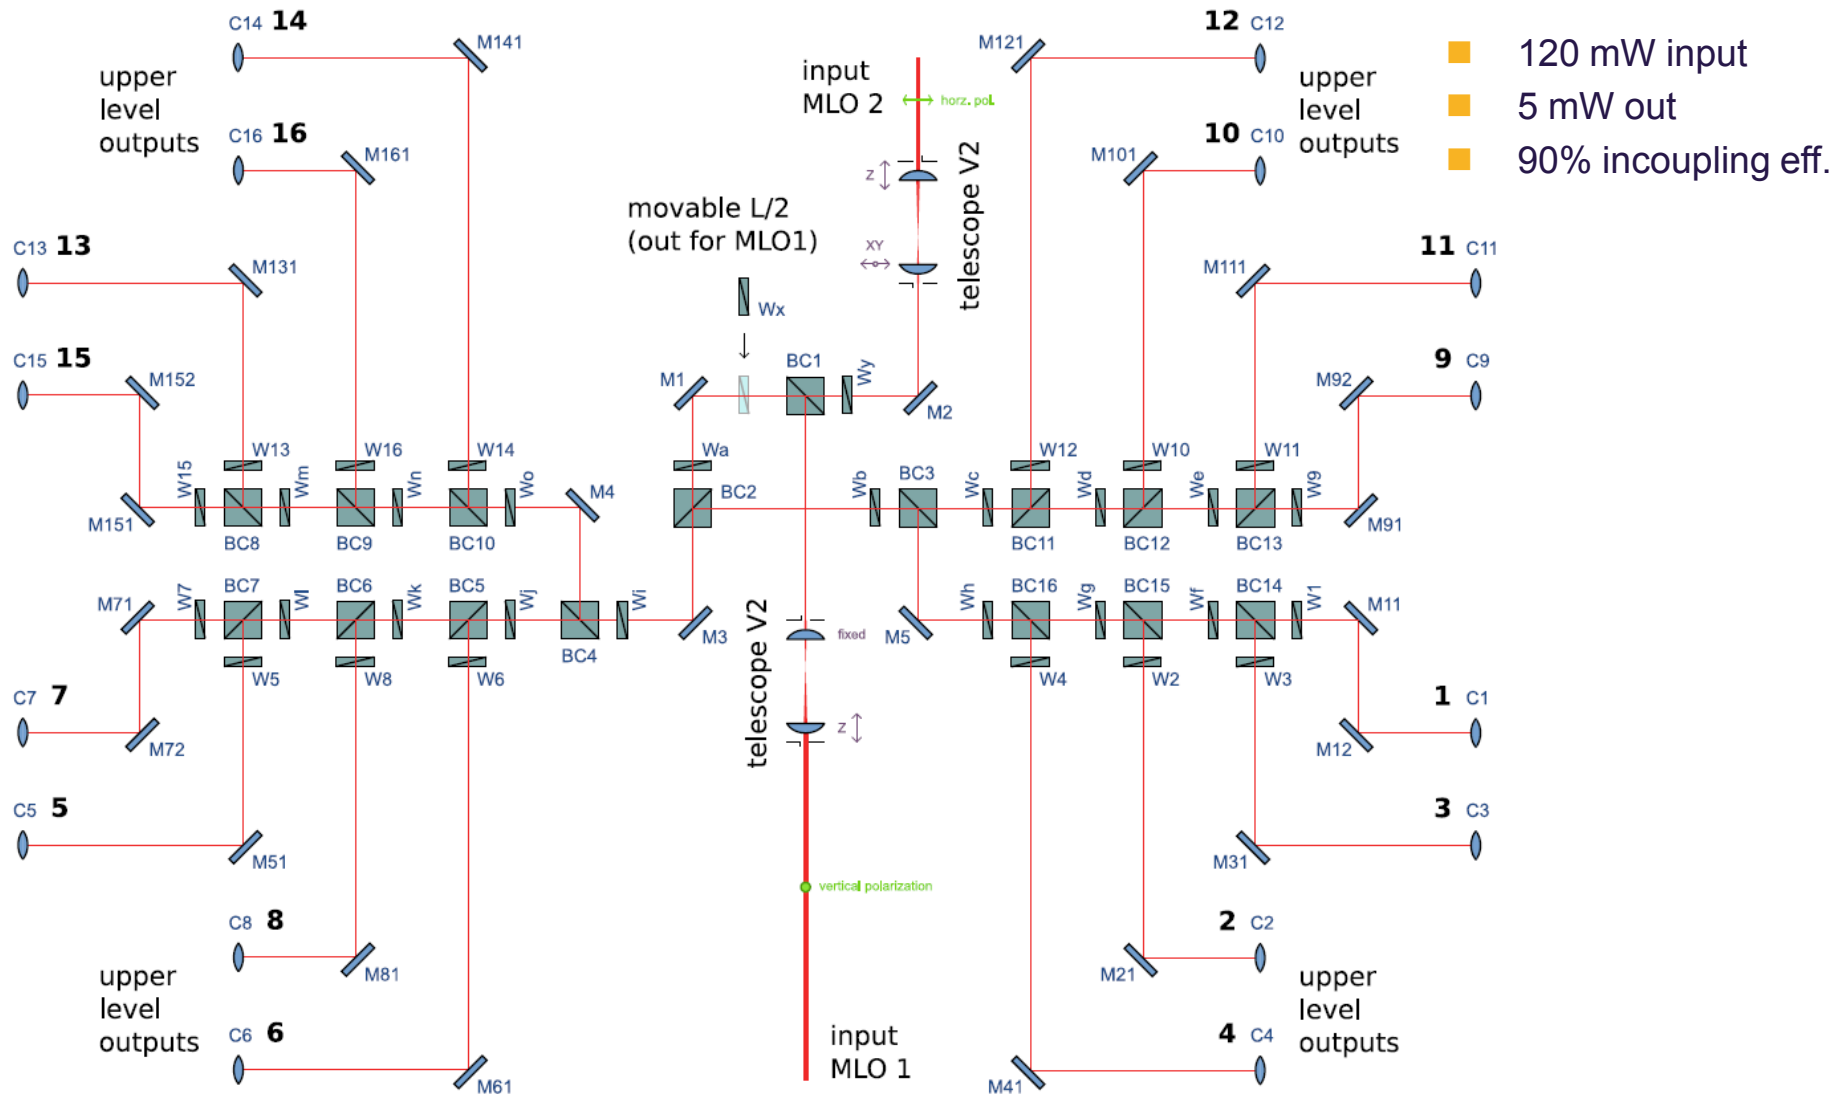 C14 14
M141
12 C12
M121
120 mW input
5 mW out
90% incoupling eff.
upper
level
outputs
input
MLO 2
horz. pol.
upper
level
outputs
C16 16
M161
10 C10
M101
Z
telescope V2
XY
movable L/2
(out for MLO1)
Wx
C13 13
M131
11 C11
M111
C15 15
M152
M1
BC1
Wy
M2
9 C9
M92
W13
W16
W14
Wa
W12
W10
W11
W15
Wm
Wn
Wo
M4
BC2
Wb
BC3
Wc
Wd
We
W9
M151
M91
BC8
BC9
BC10
BC11
BC12
BC13
M71
W7
BC7
Wl
BC6
Wk
BC5
Wj
Wi
BC4
M3
telescope V2
fixed
Z
M5
Wh
BC16
Wg
BC15
Wf
BC14
W1
M11
W5
W8
W6
W4
W2
W3
C7 7
M72
1 C1
M12
C5 5
M51
3 C3
M31
vertical polarization
C8 8
M81
2 C2
M21
upper
level
outputs
upper
level
outputs
C6 6
M61
input
MLO 1
4 C4
M41